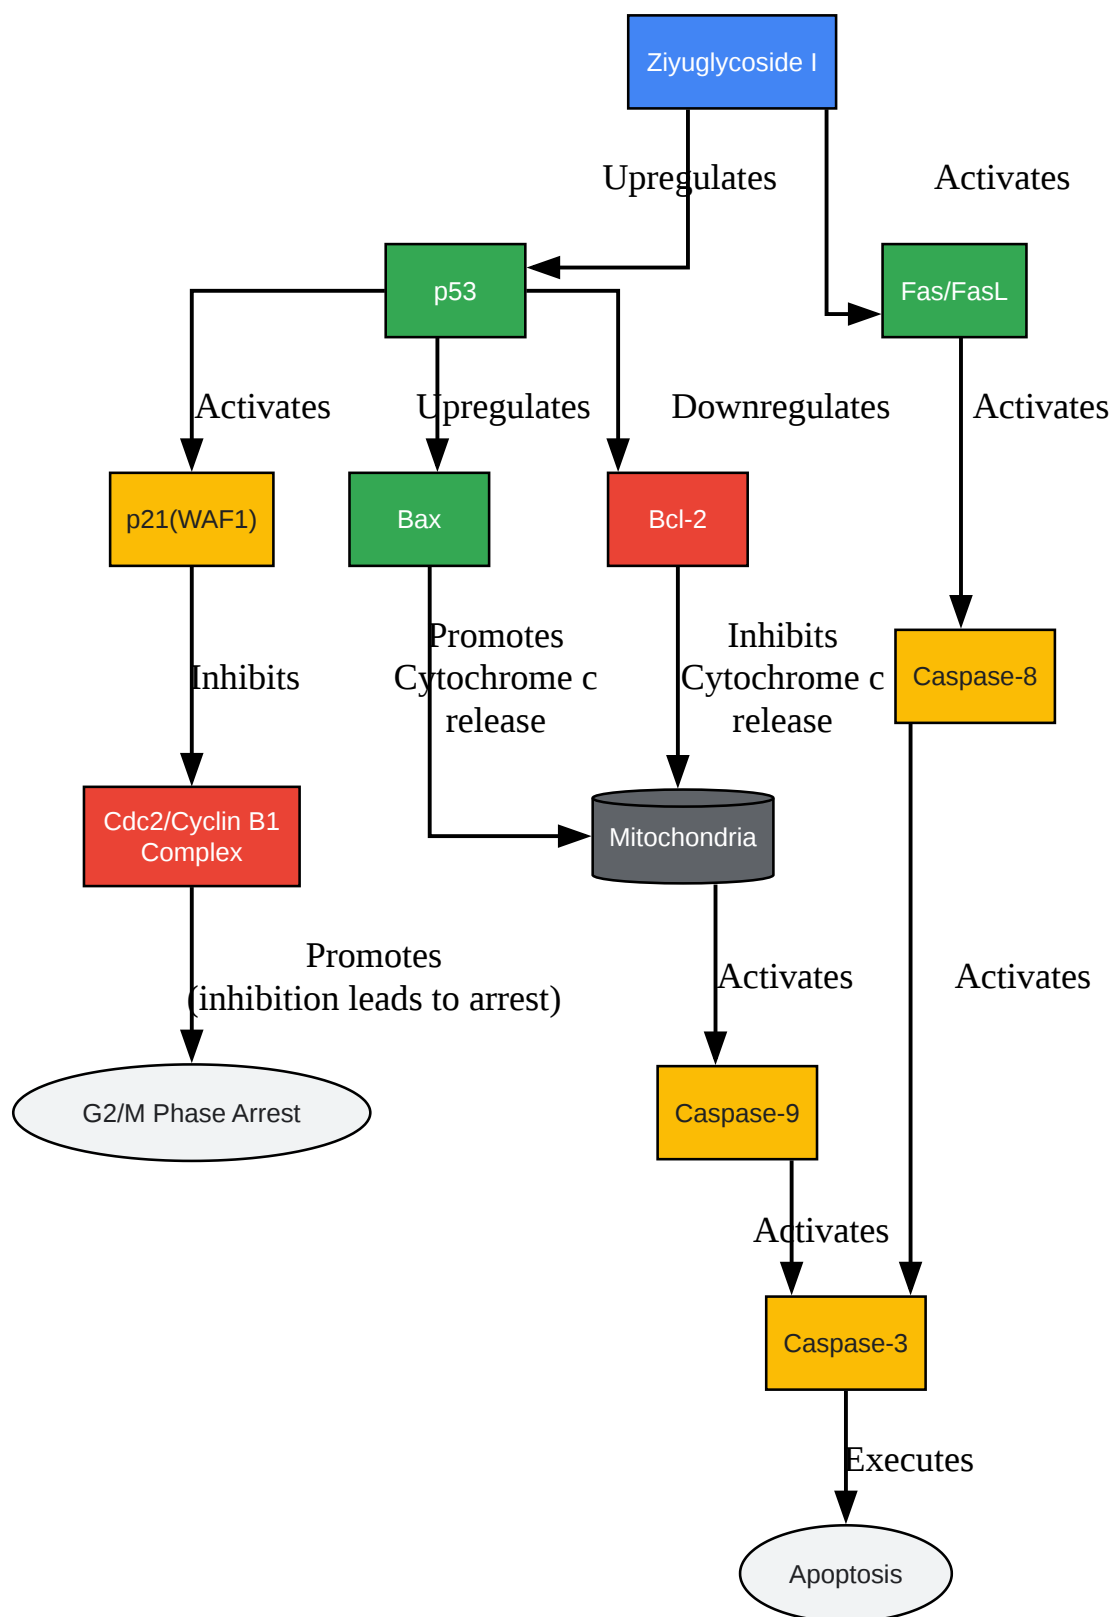 Ziyuglycoside I
Upregulates
Activates
p53
Fas/FasL
Activates
Upregulates
Downregulates
Activates
p21(WAF1)
Bax
Bcl-2
Promotes
Cytochrome c
release
Inhibits
Cytochrome c
release
Inhibits
Caspase-8
Cdc2/Cyclin B1
Complex
Mitochondria
Promotes
(inhibition leads to arrest)
Activates
Activates
G2/M Phase Arrest
Caspase-9
Activates
Caspase-3
Executes
Apoptosis